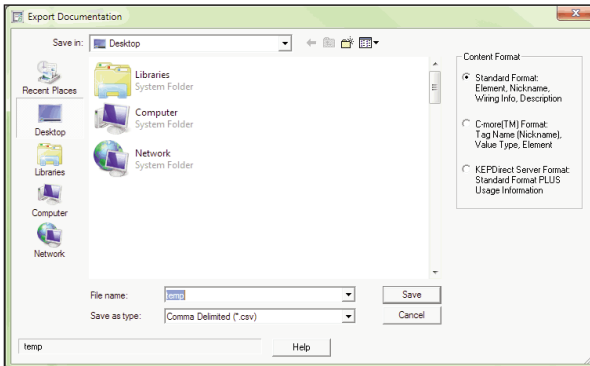 Export Documentation
Save in:
Desktop
Recent Places
Desktop
Libraries
Computer
Network
Libraries
System Folder
Computer
System Folder
Network
System Folder
Content Format
Standard Format:
Element, Nickname,
Wiring Info, Description
C-more(TM) Format:
Tag Name (Nickname),
Value Type, Element
KEPDirect Server Format:
Standard Format PLUS
Usage Information
File name:
temp
Save
Save as type:
Comma Delimited (*.csv)
Cancel
temp
Help